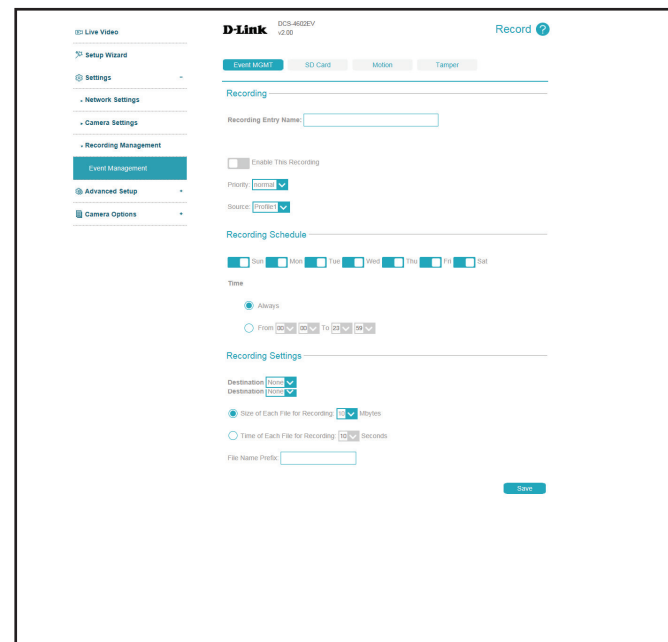 Live Video
Setup Wizard
Settings
Network Settings
Camera Settings
Recording Management
Event Management
Advanced Setup
Camera Options
D-Link DCS-4602EV
v2.00
Record ?
Event MGMT SD Card Motion Tamper
Recording
Recording Entry Name:
Enable This Recording
Priority: normal
Source: Profile1
Recording Schedule
Sun Mon Tue Wed Thu Fri Sat
Time
Always
From 00 00 To 23 59
Recording Settings
Destination None
Destination None
Size of Each File for Recording: 10 Mbytes
Time of Each File for Recording: 10 Seconds
File Name Prefix:
Save